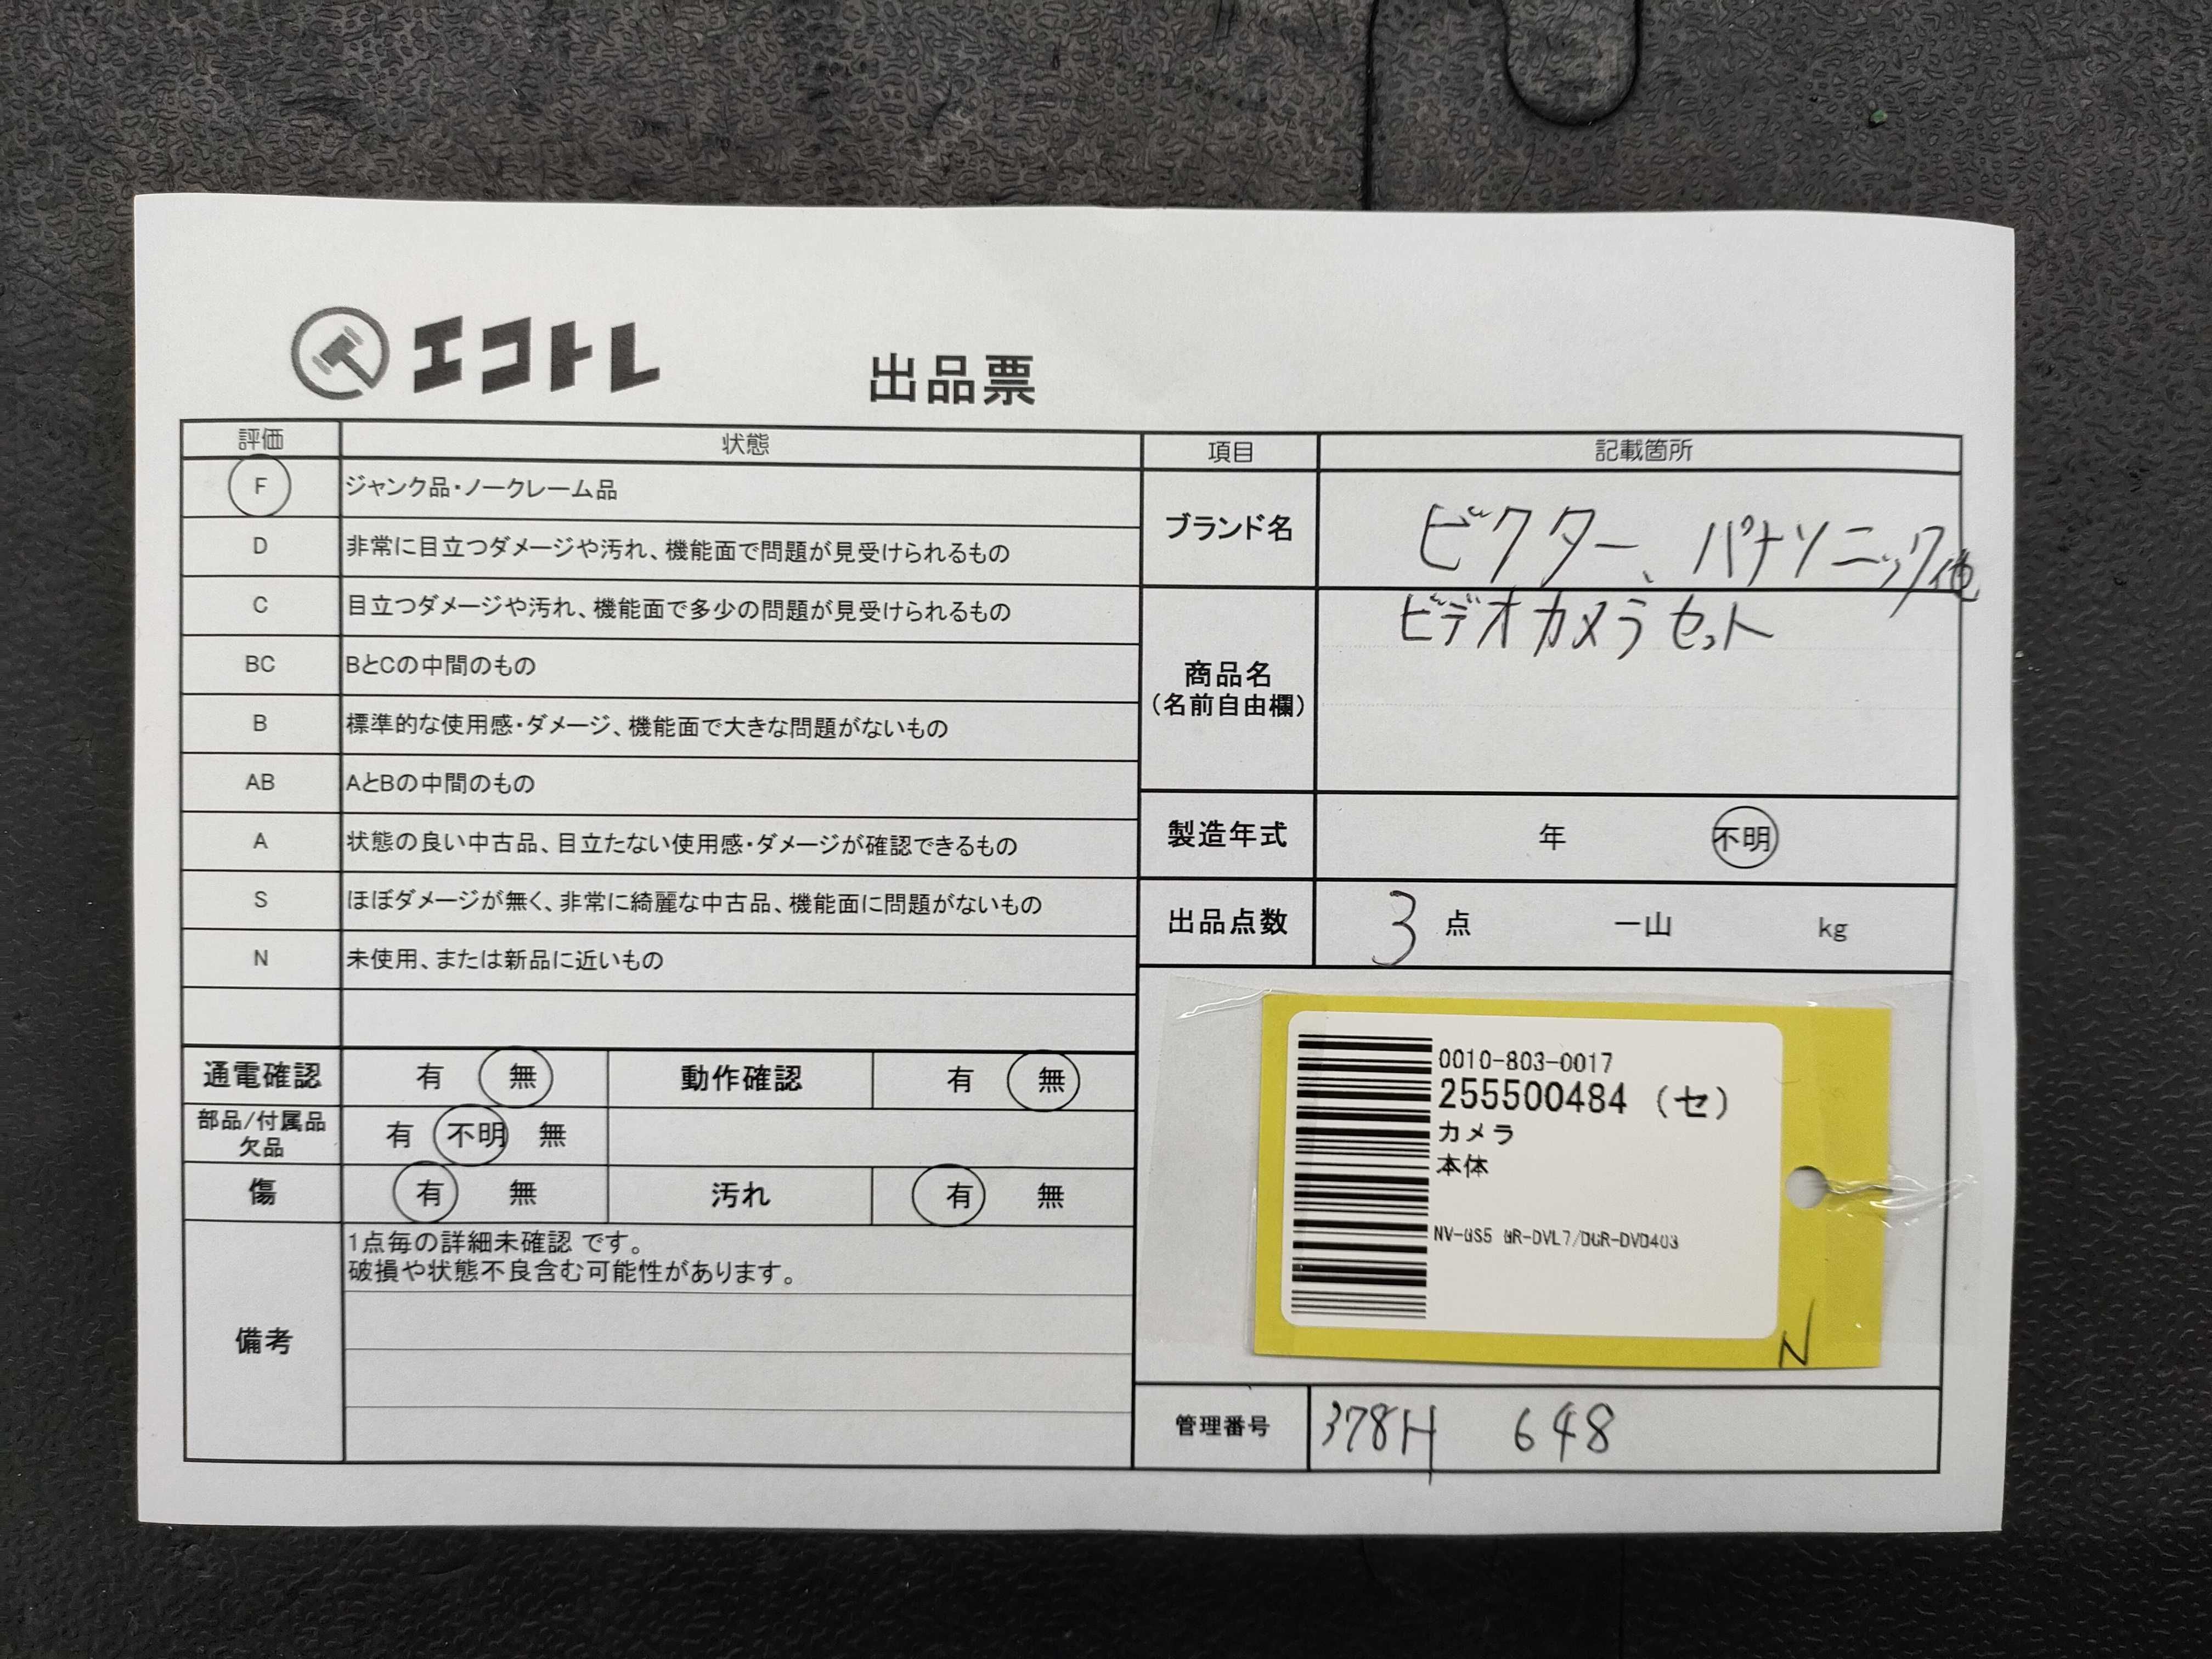 エコトレ
出品票
評価 状態
F ジャンク品・ノークレーム品
D 非常に目立つダメージや汚れ、機能面で問題が見受けられるもの
C 目立つダメージや汚れ、機能面で多少の問題が見受けられるもの
BC BとCの中間のもの
B 標準的な使用感・ダメージ、機能面で大きな問題がないもの
AB AとBの中間のもの
A 状態の良い中古品、目立たない使用感・ダメージが確認できるもの
S ほぼダメージが無く、非常に綺麗な中古品、機能面に問題がないもの
N 未使用、または新品に近いもの
通電確認 有 無 動作確認 有 無
部品/付属品
欠品
有 不明 無
傷 有 無 汚れ 有 無
備考
1点毎の詳細未確認 です。
破損や状態不良含む可能性があります。
項目 記載箇所
ブランド名 ビクター、パナソニック他
商品名
(名前自由欄)
ビデオカメラセット
製造年式 年 不明
出品点数 3 点 一山 kg
0010-803-0017
255500484 (セ)
カメラ
本体
NV-GS5 GR-DVL7/DCR-DVD403
N
管理番号 378H 648